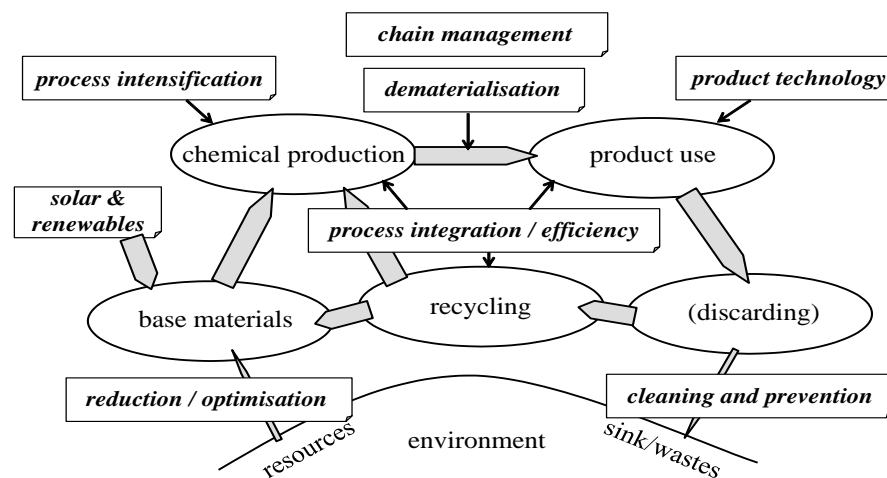 chain management
process intensification
dematerialisation
product technology
chemical production
product use
solar &
renewables
process integration / efficiency
base materials
recycling
(discarding)
reduction / optimisation
cleaning and prevention
resources
environment
sink/wastes